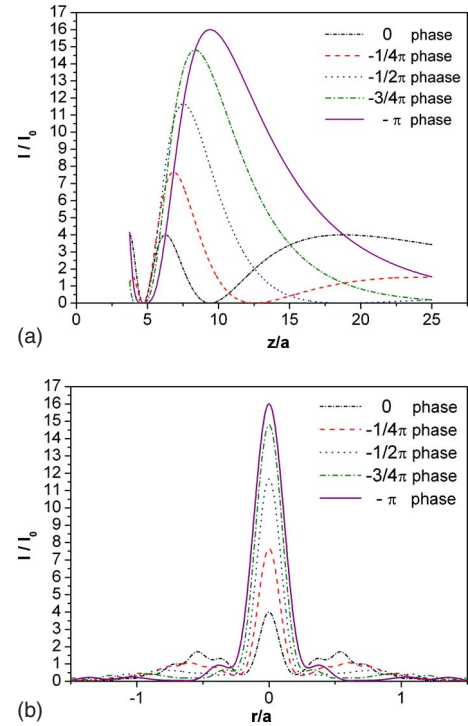 17
16
15
14
13
12
11
10
9
8
7
6
5
4
3
2
1
0
I / I0
0 phase
-1/4π phase
-1/2π phaase
-3/4π phase
- π phase
0 5 10 15 20 25 30
z/a
(a)
17
16
15
14
13
12
11
10
9
8
7
6
5
4
3
2
1
0
I / I0
0 phase
-1/4π phase
-1/2π phase
-3/4π phase
- π phase
-1 0 1
r/a
(b)